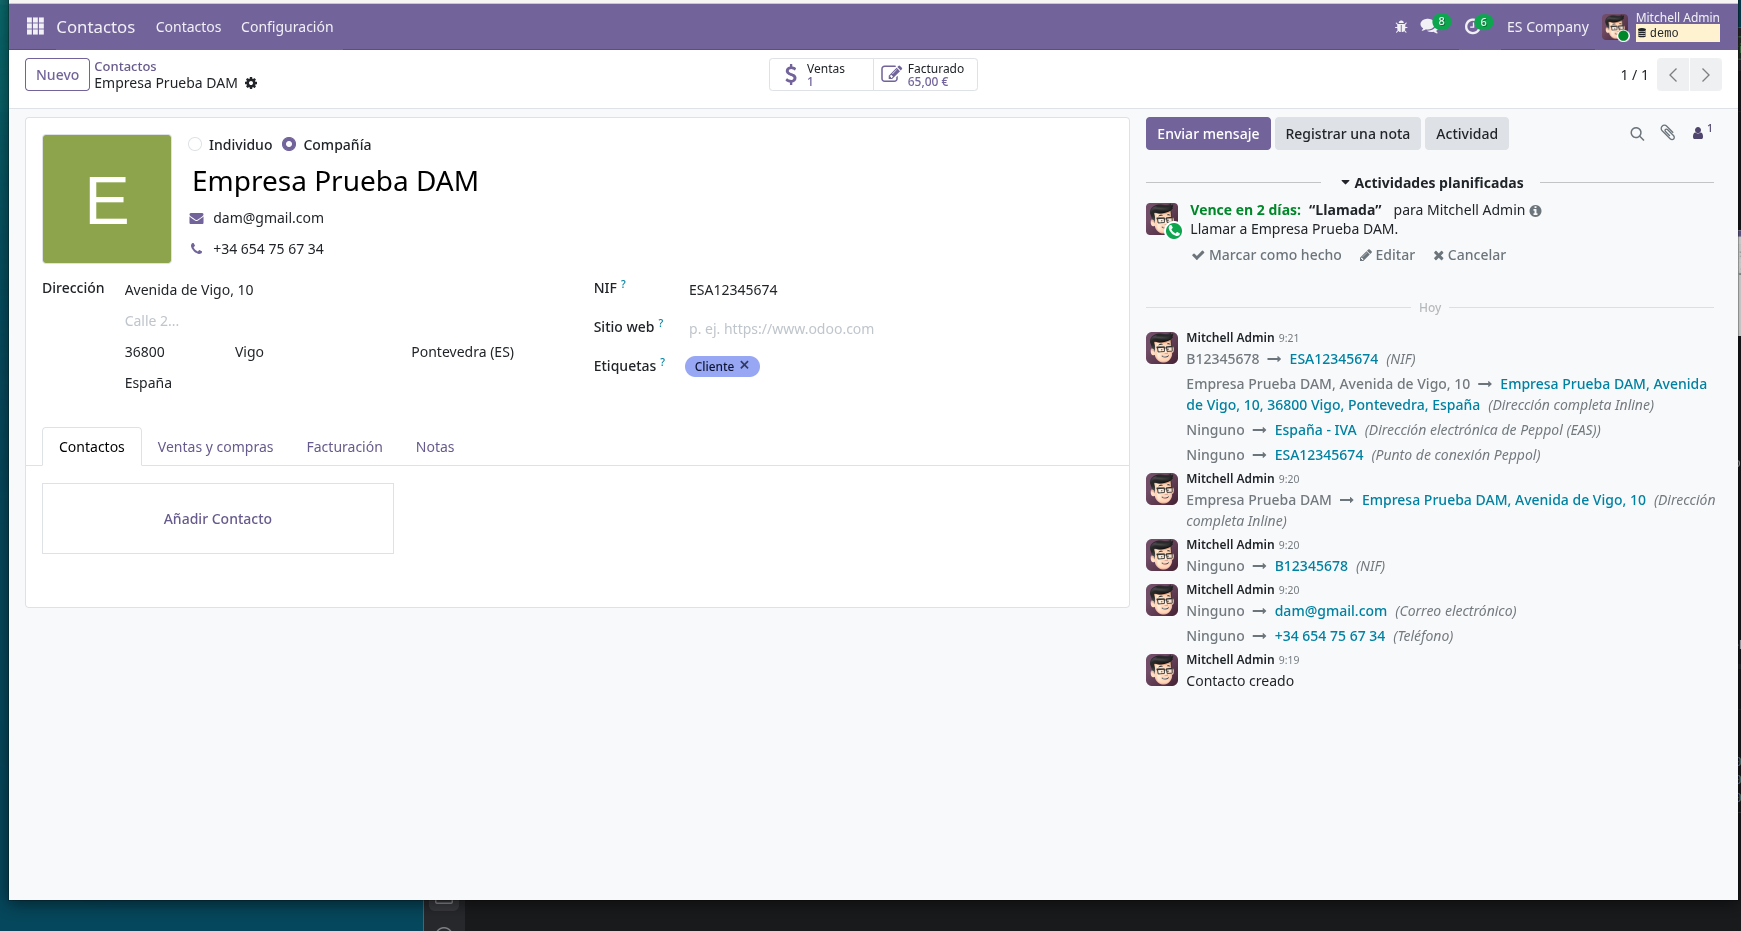 Contactos Contactos Configuración 8 6 ES Company Mitchell Admin
demo
Nuevo Contactos
Empresa Prueba DAM
Ventas
1
Facturado
65,00 €
1 / 1
E
Individuo Compañía
Empresa Prueba DAM
dam@gmail.com
+34 654 75 67 34
Dirección Avenida de Vigo, 10
Calle 2...
36800 Vigo Pontevedra (ES)
España
NIF ? ESA12345674
Sitio web ? p. ej. https://www.odoo.com
Etiquetas ? Cliente ✕
Contactos Ventas y compras Facturación Notas
Añadir Contacto
Enviar mensaje Registrar una nota Actividad 1
Actividades planificadas
Vence en 2 días: “Llamada” para Mitchell Admin
Llamar a Empresa Prueba DAM.
Marcar como hecho Editar Cancelar
Hoy
Mitchell Admin 9:21
B12345678 → ESA12345674 (NIF)
Empresa Prueba DAM, Avenida de Vigo, 10 → Empresa Prueba DAM, Avenida
de Vigo, 10, 36800 Vigo, Pontevedra, España (Dirección completa Inline)
Ninguno → España - IVA (Dirección electrónica de Peppol (EAS))
Ninguno → ESA12345674 (Punto de conexión Peppol)
Mitchell Admin 9:20
Empresa Prueba DAM → Empresa Prueba DAM, Avenida de Vigo, 10 (Dirección
completa Inline)
Mitchell Admin 9:20
Ninguno → B12345678 (NIF)
Mitchell Admin 9:20
Ninguno → dam@gmail.com (Correo electrónico)
Ninguno → +34 654 75 67 34 (Teléfono)
Mitchell Admin 9:19
Contacto creado